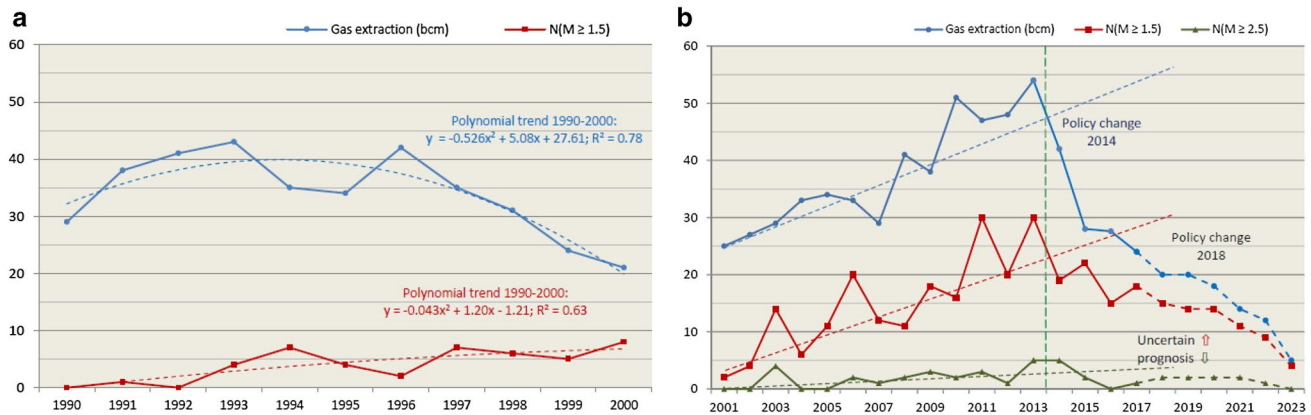 a
Gas extraction (bcm) N(M ≥ 1.5)
60
50
40
30
20
10
0
Polynomial trend 1990-2000:
y = -0.526x² + 5.08x + 27.61; R² = 0.78
Polynomial trend 1990-2000:
y = -0.043x² + 1.20x - 1.21; R² = 0.63
1990 1991 1992 1993 1994 1995 1996 1997 1998 1999 2000
b
Gas extraction (bcm) N(M ≥ 1.5) N(M ≥ 2.5)
60
50
40
30
20
10
0
Policy change
2014
Policy change
2018
Uncertain ⇧
prognosis ⇩
2001 2003 2005 2007 2009 2011 2013 2015 2017 2019 2021 2023